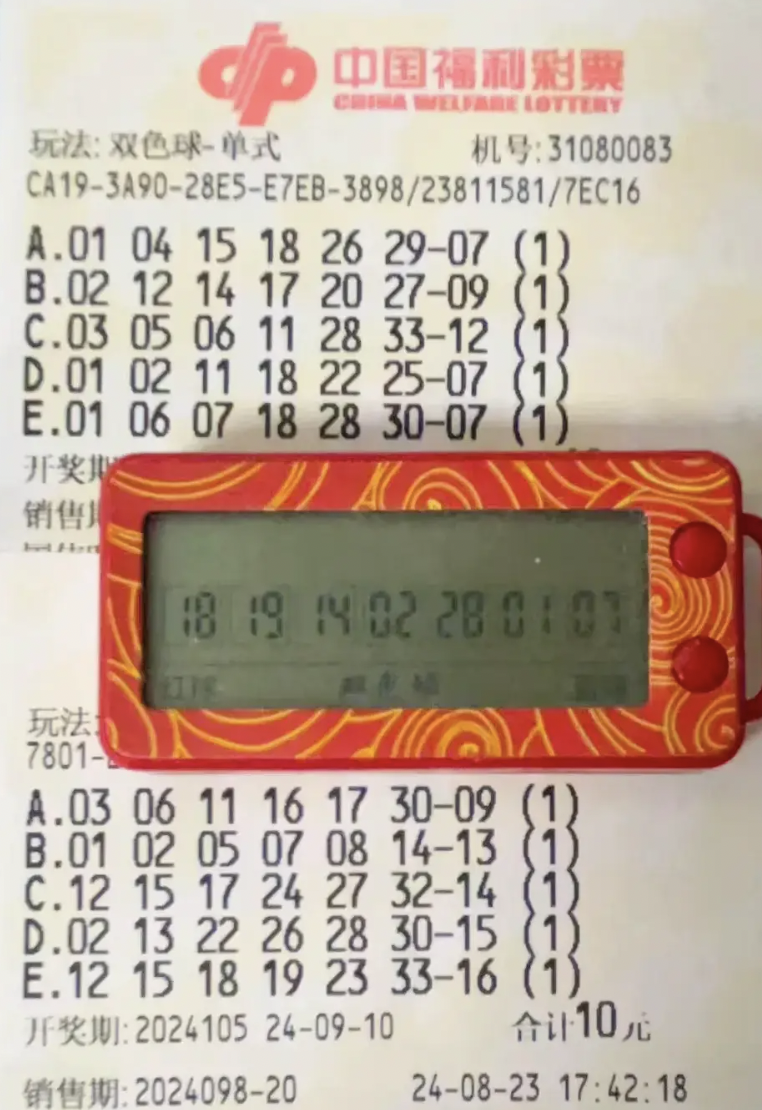 中国福利彩票
CHINA WELFARE LOTTERY
玩法: 双色球-单式 机号:31080083
CA19-3A90-28E5-E7EB-3898/23811581/7EC16
A.01 04 15 18 26 29-07 (1)
B.02 12 14 17 20 27-09 (1)
C.03 05 06 11 28 33-12 (1)
D.01 02 11 18 22 25-07 (1)
E.01 06 07 18 28 30-07 (1)
开奖期
销售期
18 19 14 02 28 01 07
红球 双色球 蓝球
玩法:
7801-
A.03 06 11 16 17 30-09 (1)
B.01 02 05 07 08 14-13 (1)
C.12 15 17 24 27 32-14 (1)
D.02 13 22 26 28 30-15 (1)
E.12 15 18 19 23 33-16 (1)
开奖期:2024105 24-09-10 合计10元
销售期:2024098-20 24-08-23 17:42:18